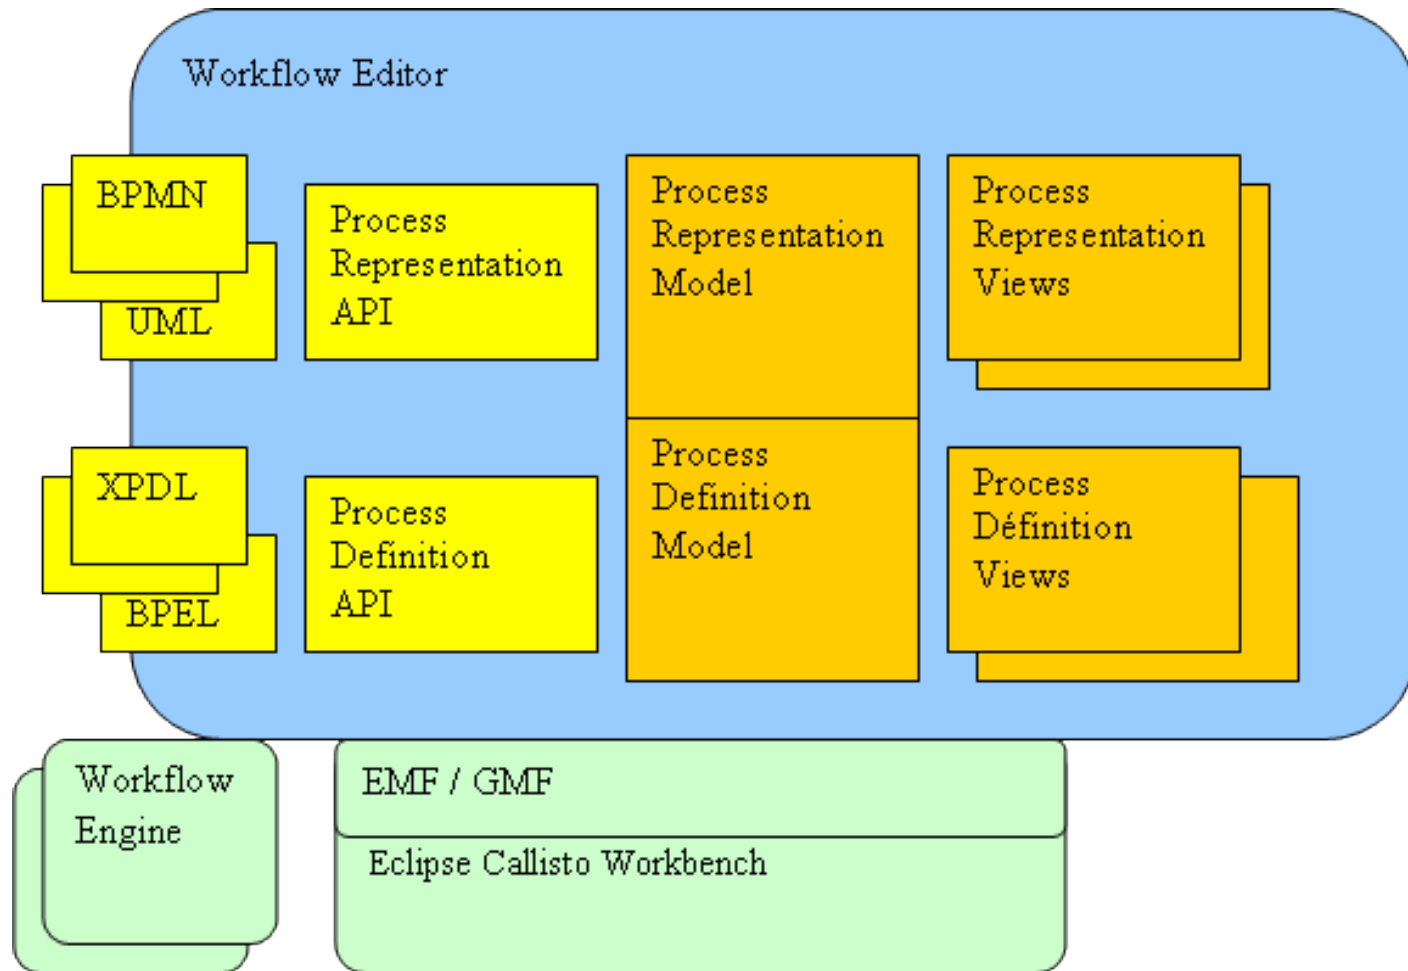 Workflow Editor
BPMN
UML
Process
Representation
API
Process
Representation
Model
Process
Representation
Views
XPDL
BPEL
Process
Definition
API
Process
Definition
Model
Process
Définition
Views
Workflow
Engine
EMF / GMF
Eclipse Callisto Workbench